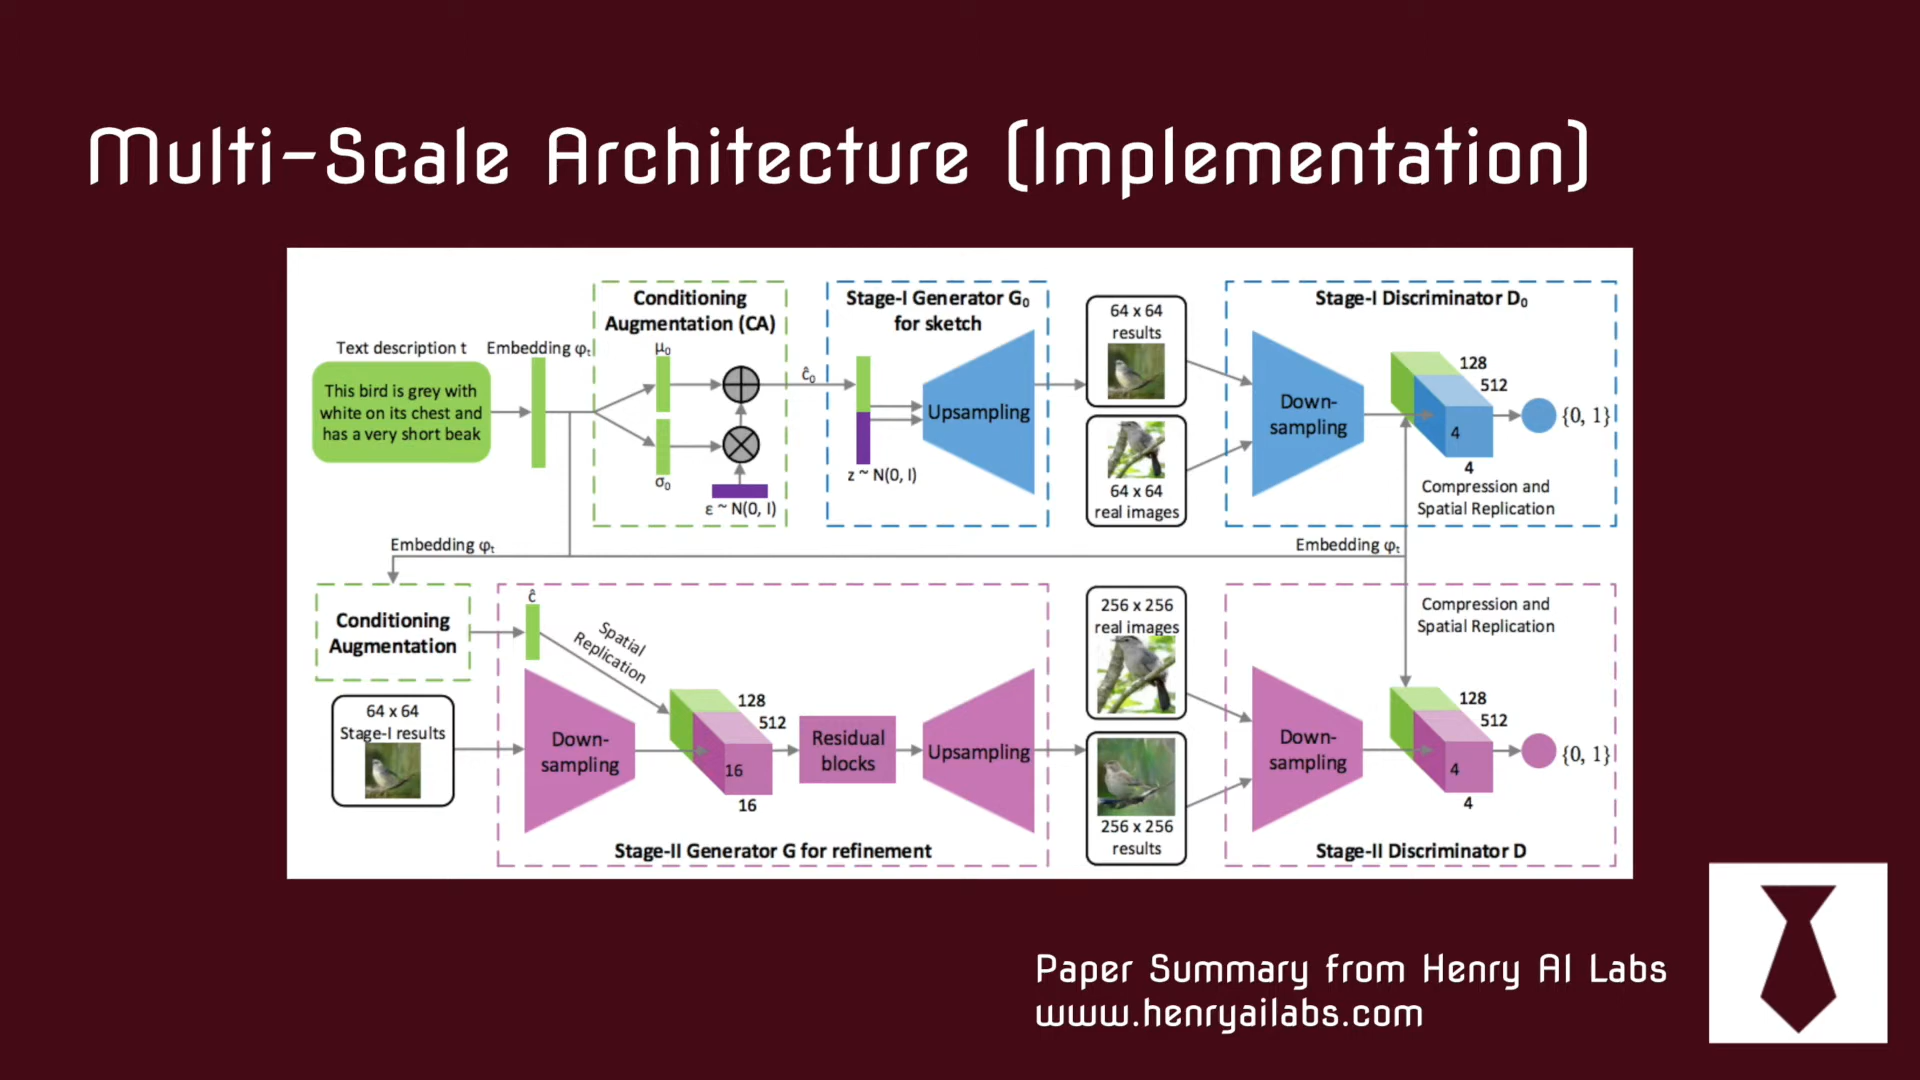 Multi-Scale Architecture (Implementation)
Text description t
This bird is grey with
white on its chest and
has a very short beak
Embedding φt
Conditioning
Augmentation (CA)
μ0
σ0
ε ~ N(0, I)
ĉ0
Stage-I Generator G0
for sketch
Upsampling
z ~ N(0, I)
64 x 64
results
64 x 64
real images
Stage-I Discriminator D0
Down-
sampling
128
512
4
4
{0, 1}
Compression and
Spatial Replication
Embedding φt
Embedding φt
Conditioning
Augmentation
64 x 64
Stage-I results
ĉ
Spatial
Replication
Down-
sampling
128
512
16
16
Residual
blocks
Upsampling
Stage-II Generator G for refinement
256 x 256
real images
256 x 256
results
Compression and
Spatial Replication
Down-
sampling
128
512
4
4
{0, 1}
Stage-II Discriminator D
Paper Summary from Henry AI Labs
www.henryailabs.com